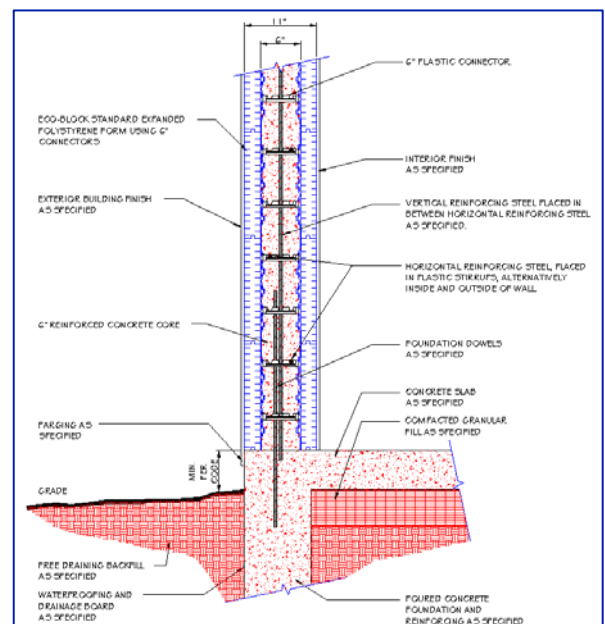 11"
6"
6" PLASTIC CONNECTOR
ECO-BLOCK STANDARD EXPANDED
POLYSTYRENE FORM USING 6"
CONNECTORS
INTERIOR FINISH
AS SPECIFIED
EXTERIOR BUILDING FINISH
AS SPECIFIED
VERTICAL REINFORCING STEEL PLACED IN
BETWEEN HORIZONTAL REINFORCING STEEL
AS SPECIFIED.
HORIZONTAL REINFORCING STEEL, PLACED
IN PLASTIC STIRRUPS, ALTERNATIVELY
INSIDE AND OUTSIDE OF WALL
6" REINFORCED CONCRETE CORE
FOUNDATION DOWELS
AS SPECIFIED
CONCRETE SLAB
AS SPECIFIED
PARGING AS
SPECIFIED
COMPACTED GRANULAR
FILL AS SPECIFIED
MIN
PER
CODE
GRADE
FREE DRAINING BACKFILL
AS SPECIFIED
WATERPROOFING AND
DRAINAGE BOARD
AS SPECIFIED
POURED CONCRETE
FOUNDATION AND
REINFORCING AS SPECIFIED